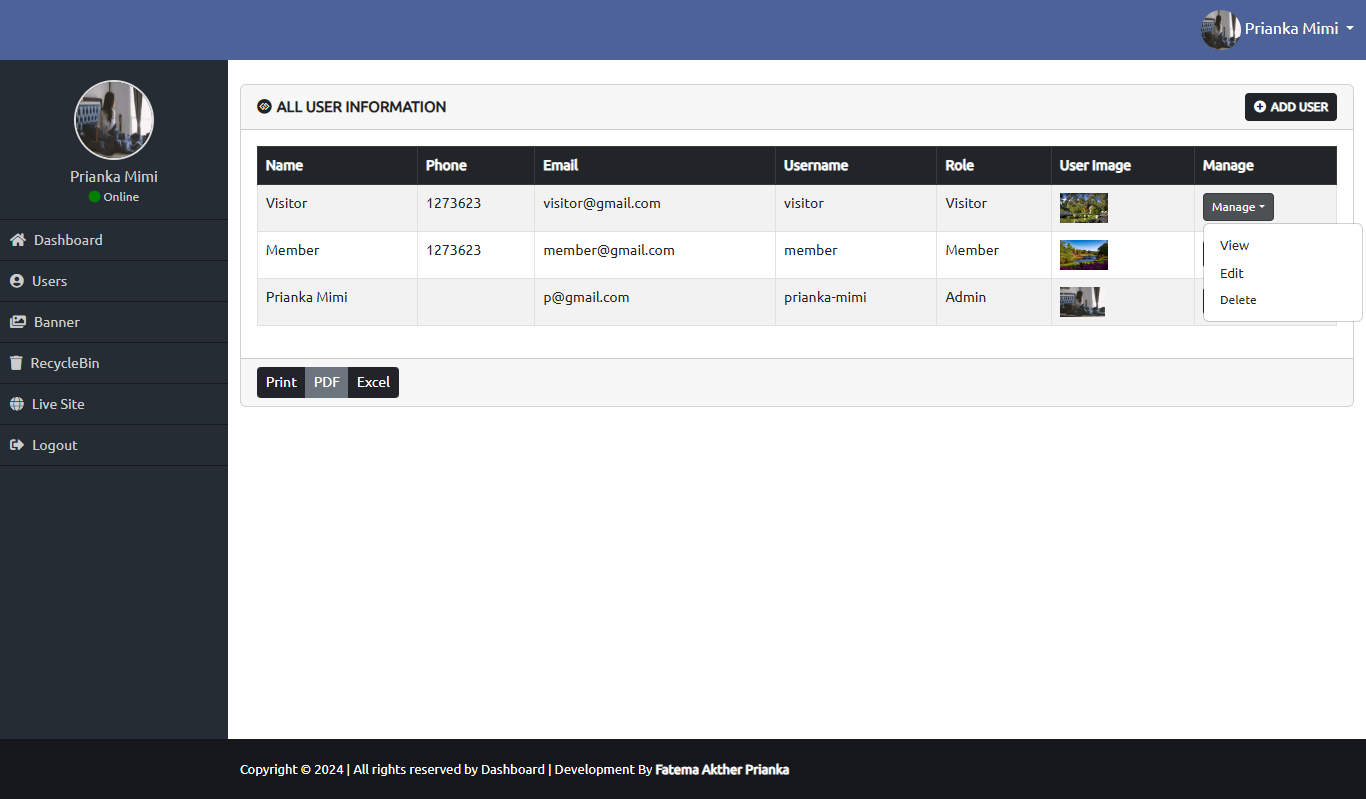 Prianka Mimi
Prianka Mimi
Online
Dashboard
Users
Banner
RecycleBin
Live Site
Logout
ALL USER INFORMATION
ADD USER
Name Phone Email Username Role User Image Manage
Visitor 1273623 visitor@gmail.com visitor Visitor Manage
Member 1273623 member@gmail.com member Member
Prianka Mimi p@gmail.com prianka-mimi Admin
View
Edit
Delete
Print PDF Excel
Copyright © 2024 | All rights reserved by Dashboard | Development By Fatema Akther Prianka